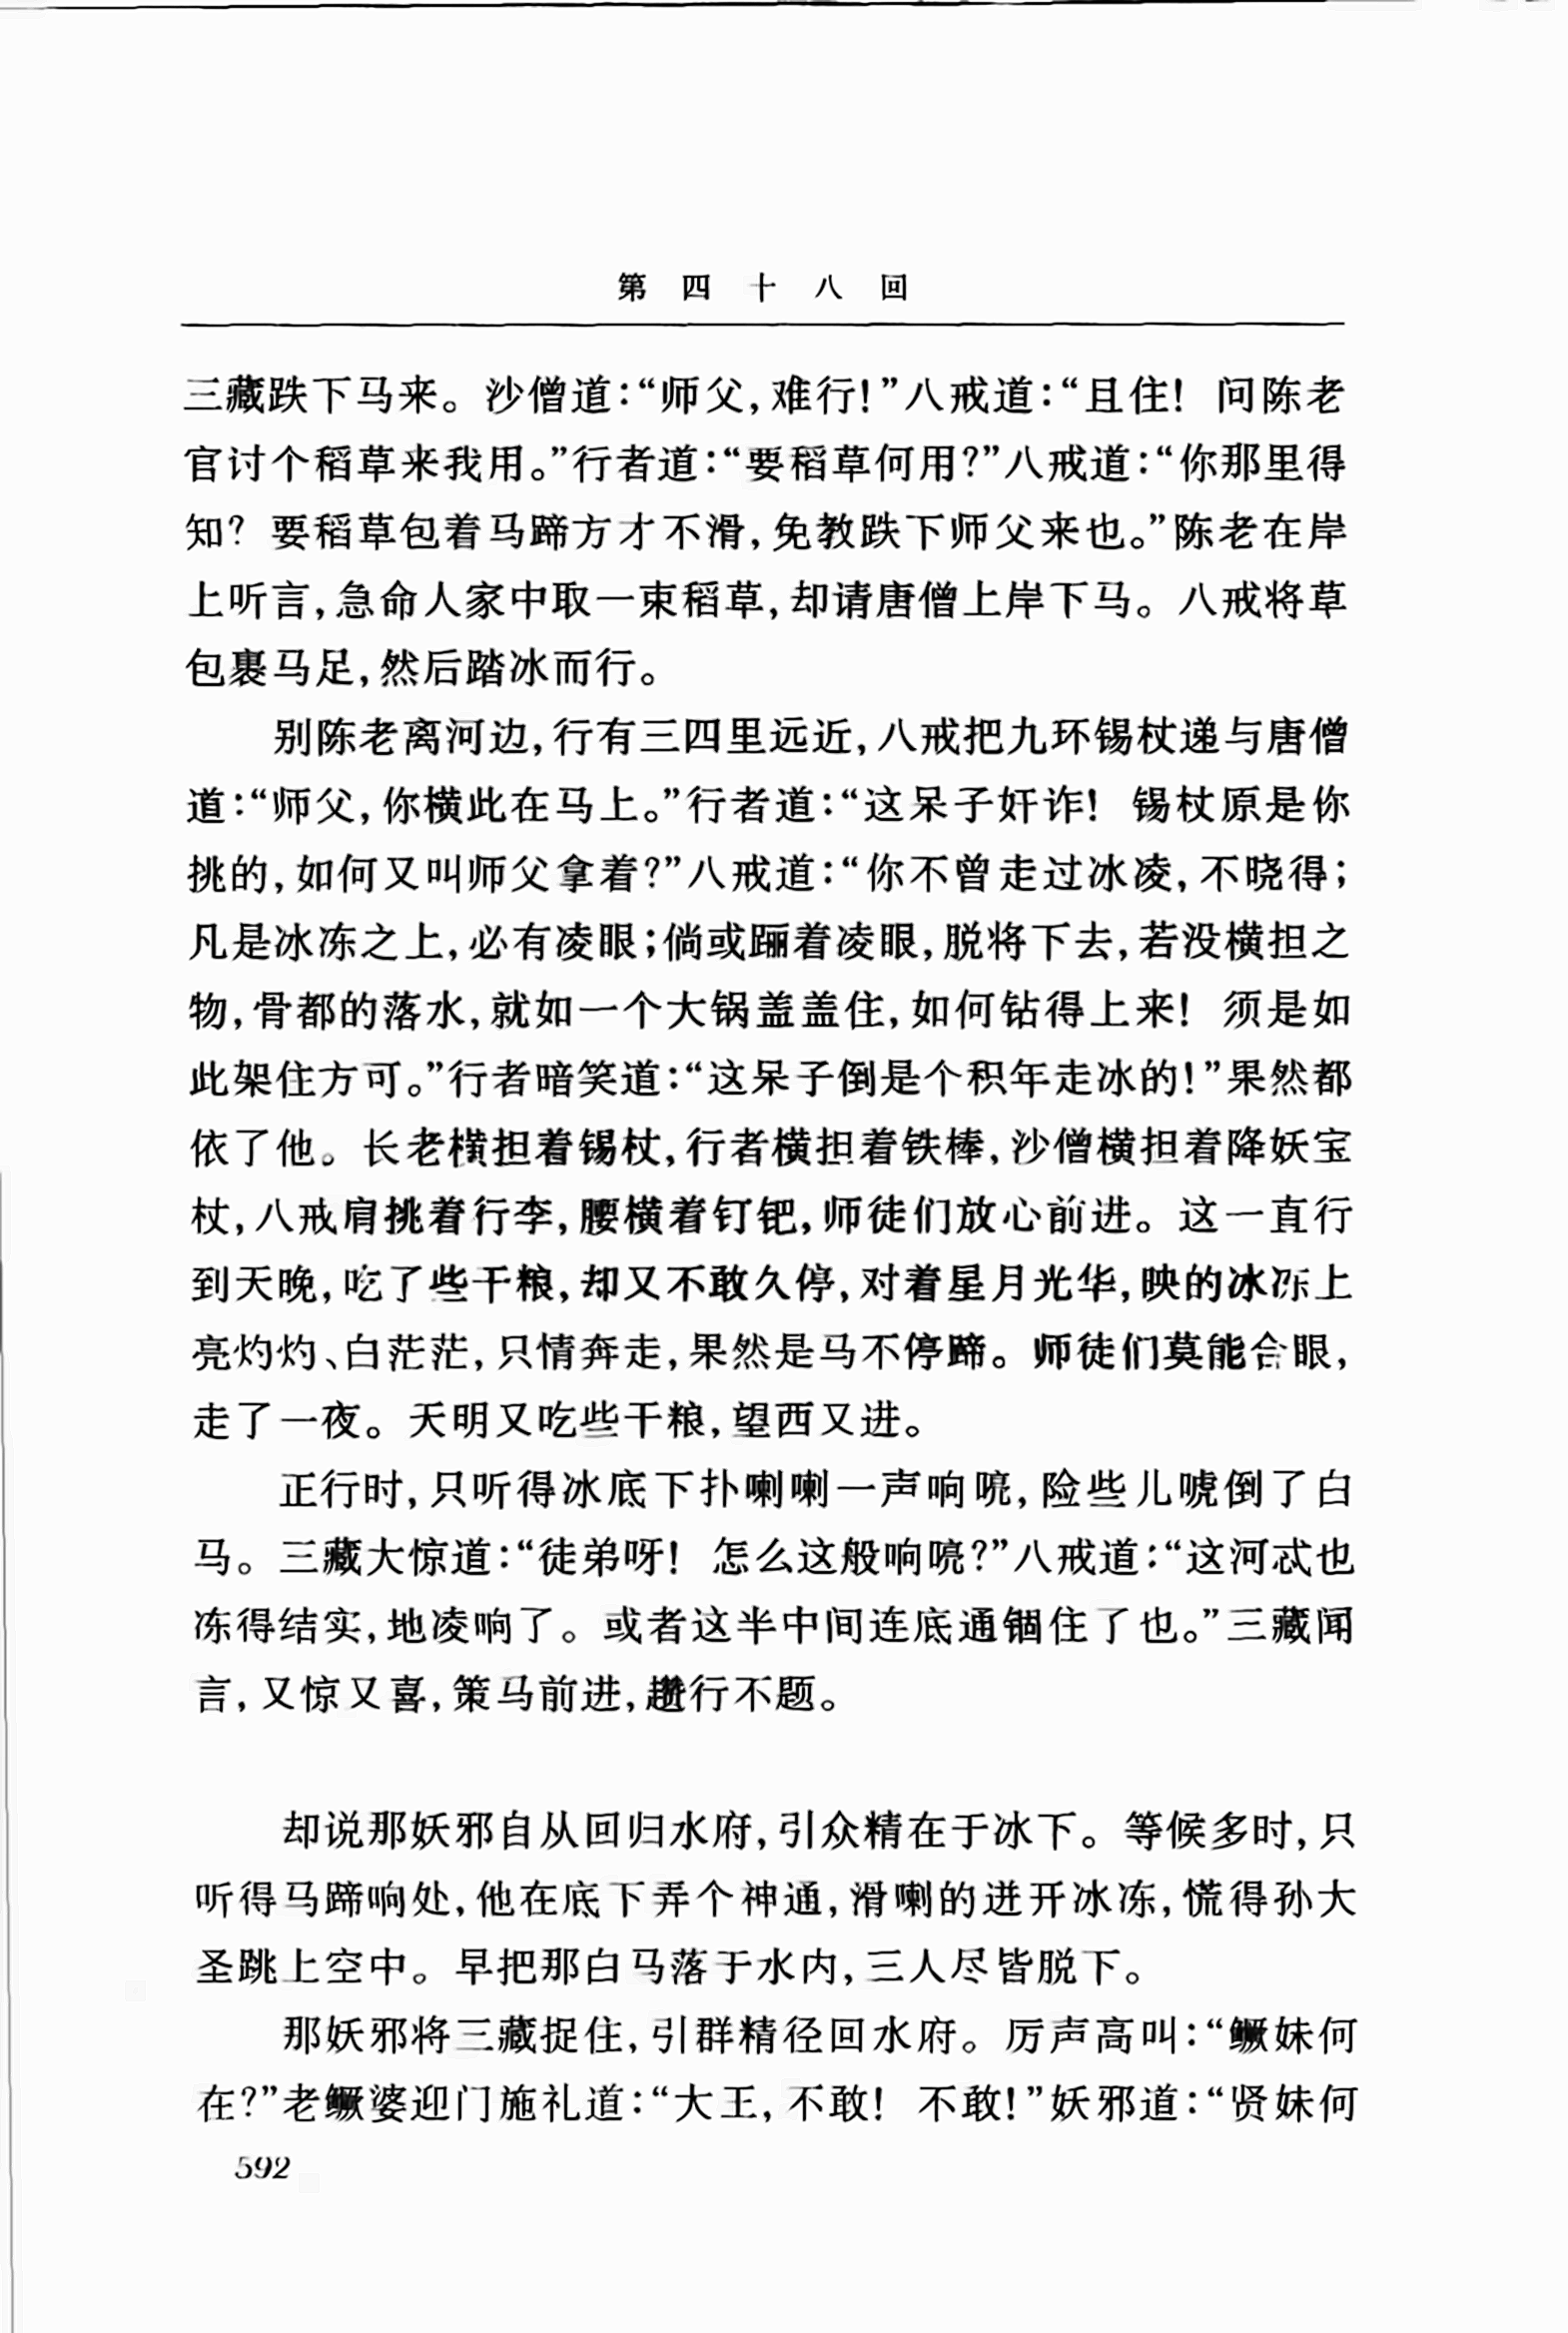 第四十八回
三藏跌下马来。沙僧道：“师父，难行！”八戒道：“且住！问陈老
官讨个稻草来我用。”行者道：“要稻草何用？”八戒道：“你那里得
知？要稻草包着马蹄方才不滑，免教跌下师父来也。”陈老在岸
上听言，急命人家中取一束稻草，却请唐僧上岸下马。八戒将草
包裹马足，然后踏冰而行。
别陈老离河边，行有三四里远近，八戒把九环锡杖递与唐僧
道：“师父，你横此在马上。”行者道：“这呆子奸诈！锡杖原是你
挑的，如何又叫师父拿着？”八戒道：“你不曾走过冰凌，不晓得；
凡是冰冻之上，必有凌眼；倘或蹦着凌眼，脱将下去，若没横担之
物，骨都的落水，就如一个大锅盖盖住，如何钻得上来！须是如
此架住方可。”行者暗笑道：“这呆子倒是个积年走冰的！”果然都
依了他。长老横担着锡杖，行者横担着铁棒，沙僧横担着降妖宝
杖，八戒肩挑着行李，腰横着钉钯，师徒们放心前进。这一直行
到天晚，吃了些干粮，却又不敢久停，对着星月光华，映的冰冻上
亮灼灼、白茫茫，只情奔走，果然是马不停蹄。师徒们莫能合眼，
走了一夜。天明又吃些干粮，望西又进。
正行时，只听得冰底下扑喇喇一声响喨，险些儿唬倒了白
马。三藏大惊道：“徒弟呀！怎么这般响喨？”八戒道：“这河忒也
冻得结实，地凌响了。或者这半中间连底通锢住了也。”三藏闻
言，又惊又喜，策马前进，趱行不题。
却说那妖邪自从回归水府，引众精在于冰下。等候多时，只
听得马蹄响处，他在底下弄个神通，滑喇的迸开冰冻，慌得孙大
圣跳上空中。早把那白马落于水内，三人尽皆脱下。
那妖邪将三藏捉住，引群精径回水府。厉声高叫：“鳜妹何
在？”老鳜婆迎门施礼道：“大王，不敢！不敢！”妖邪道：“贤妹何
592